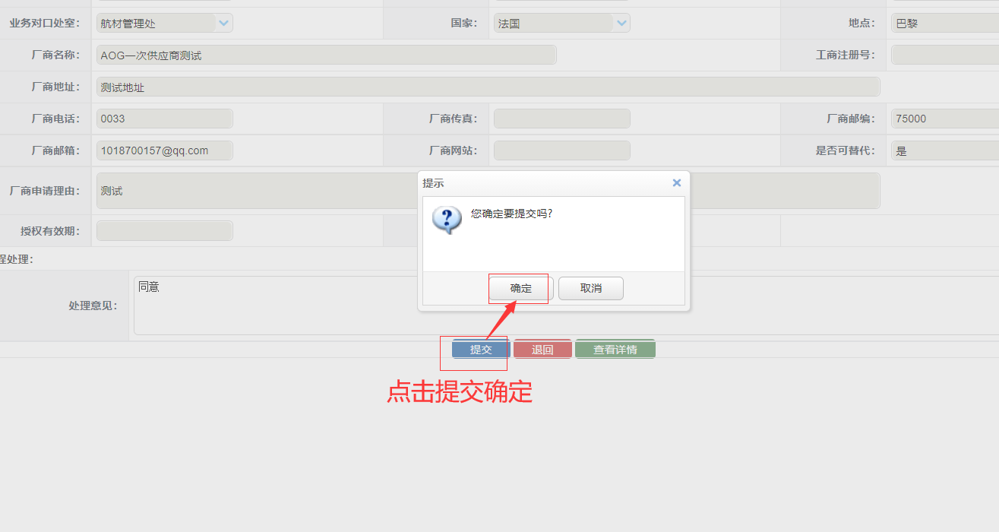 业务对口处室： 航材管理处 国家： 法国 地点： 巴黎
厂商名称： AOG一次供应商测试 工商注册号：
厂商地址： 测试地址
厂商电话： 0033 厂商传真： 厂商邮编： 75000
厂商邮箱： 1018700157@qq.com 厂商网站： 是否可替代： 是
厂商申请理由： 测试
授权有效期：
程处理：
处理意见： 同意
提示
您确定要提交吗?
确定 取消
提交 退回 查看详情
点击提交确定